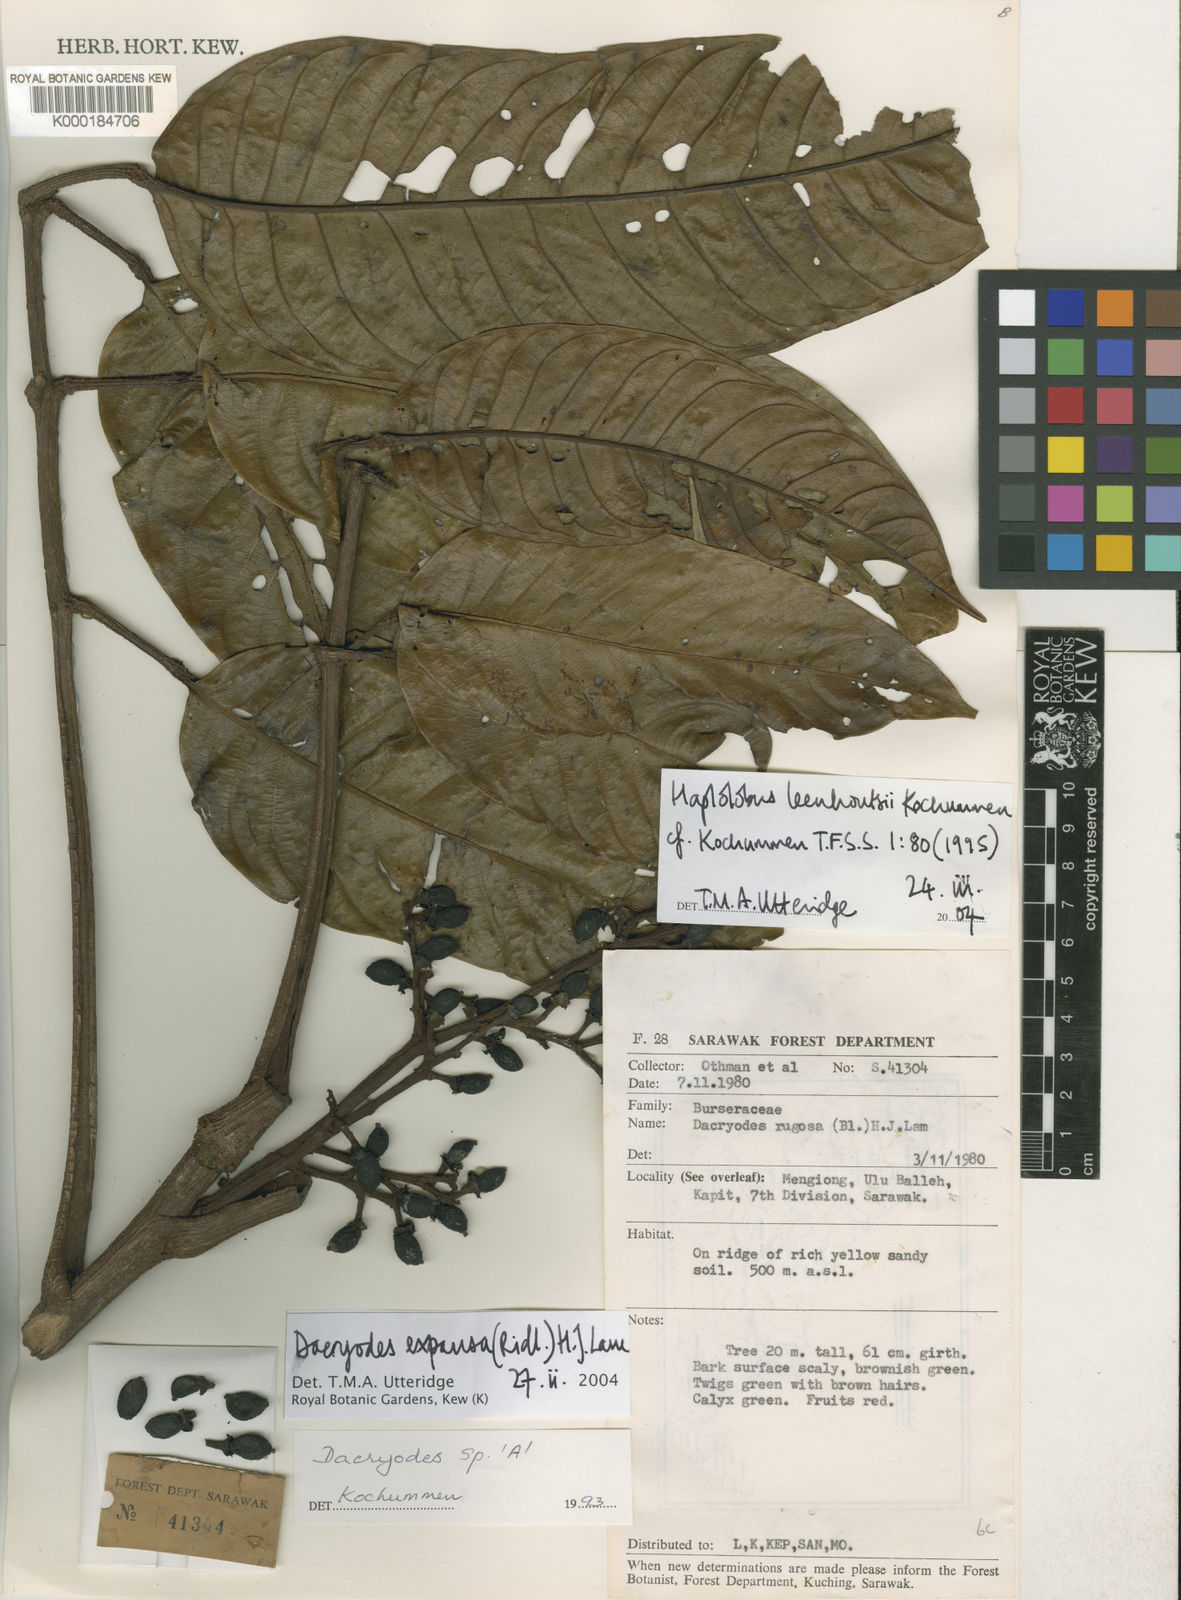 B
HERB. HORT. KEW.
ROYAL BOTANIC GARDENS KEW
K000184706
ROYAL
BOTANIC
GARDENS
KEW
0 1 2 3 4 5 6 7 8 9 10
cm
copyright reserved
Haplolobus leenhoutsii Kochummen
cf. Kochummen T.F.S.S. 1:80 (1995)
24. iii.
DET. T.M.A. Utteridge 20 04
F. 28 SARAWAK FOREST DEPARTMENT
Collector: Othman et al No: S.41304
Date: 7.11.1980
Family: Burseraceae
Name: Dacryodes rugosa (Bl.)H.J.Lam
Det: 3/11/1980
Locality (See overleaf): Mengiong, Ulu Balleh,
Kapit, 7th Division, Sarawak.
Habitat.
On ridge of rich yellow sandy
soil. 500 m. a.s.l.
Notes:
Tree 20 m. tall, 61 cm. girth.
Bark surface scaly, brownish green.
Twigs green with brown hairs.
Calyx green. Fruits red.
Distributed to: L,K,KEP,SAN,MO.
When new determinations are made please inform the Forest
Botanist, Forest Department, Kuching, Sarawak.
Dacryodes expansa (Ridl.) H.J. Lam
Det. T.M.A. Utteridge 27. ii. 2004
Royal Botanic Gardens, Kew (K)
Dacryodes sp. 'A'
DET. Kochummen 1993
FOREST DEPT. SARAWAK
No 41304